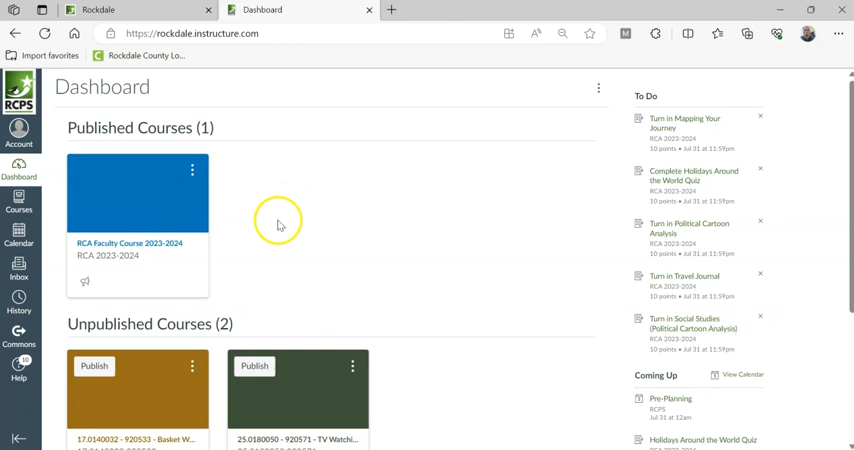 Rockdale
Dashboard
https://rockdale.instructure.com
Import favorites
Rockdale County Lo...
RCPS
Account
Dashboard
Courses
Calendar
Inbox
History
Commons
10
Help
Dashboard
Published Courses (1)
RCA Faculty Course 2023-2024
RCA 2023-2024
Unpublished Courses (2)
Publish
17.0140032 - 920533 - Basket W...
Publish
25.0180050 - 920571 - TV Watchi...
To Do
Turn in Mapping Your
Journey
RCA 2023-2024
10 points • Jul 31 at 11:59pm
Complete Holidays Around
the World Quiz
RCA 2023-2024
10 points • Jul 31 at 11:59pm
Turn in Political Cartoon
Analysis
RCA 2023-2024
10 points • Jul 31 at 11:59pm
Turn in Travel Journal
RCA 2023-2024
10 points • Jul 31 at 11:59pm
Turn in Social Studies
(Political Cartoon Analysis)
RCA 2023-2024
10 points • Jul 31 at 11:59pm
Coming Up
View Calendar
Pre-Planning
RCPS
Jul 31 at 12am
Holidays Around the World Quiz